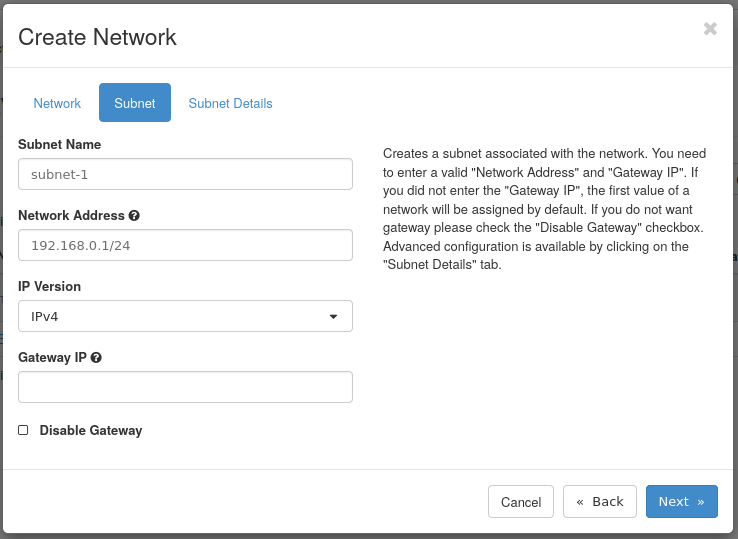 Create Network
Network Subnet Subnet Details
Subnet Name
subnet-1
Network Address
192.168.0.1/24
IP Version
IPv4
Gateway IP
Disable Gateway
Creates a subnet associated with the network. You need
to enter a valid "Network Address" and "Gateway IP". If
you did not enter the "Gateway IP", the first value of a
network will be assigned by default. If you do not want
gateway please check the "Disable Gateway" checkbox.
Advanced configuration is available by clicking on the
"Subnet Details" tab.
Cancel « Back Next »